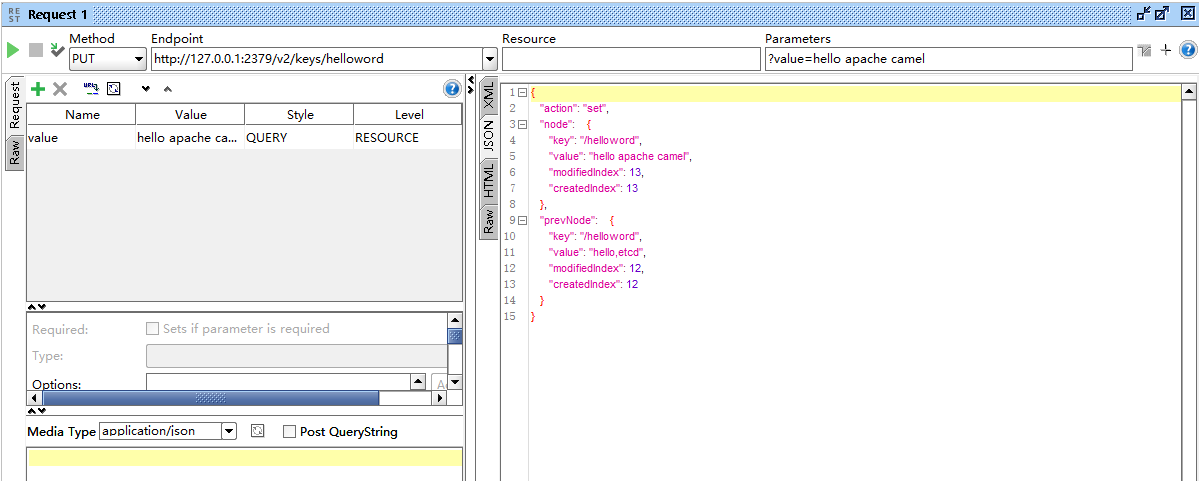 RE
ST
Request 1
Method
Endpoint
Resource
Parameters
PUT
http://127.0.0.1:2379/v2/keys/helloword
?value=hello apache camel
Request
Raw
Name Value Style Level
value hello apache ca... QUERY RESOURCE
Required: Sets if parameter is required
Type:
Options:
Media Type application/json Post QueryString
XML
JSON
HTML
Raw
1 {
2 "action": "set",
3 "node": {
4 "key": "/helloword",
5 "value": "hello apache camel",
6 "modifiedIndex": 13,
7 "createdIndex": 13
8 },
9 "prevNode": {
10 "key": "/helloword",
11 "value": "hello,etcd",
12 "modifiedIndex": 12,
13 "createdIndex": 12
14 }
15 }